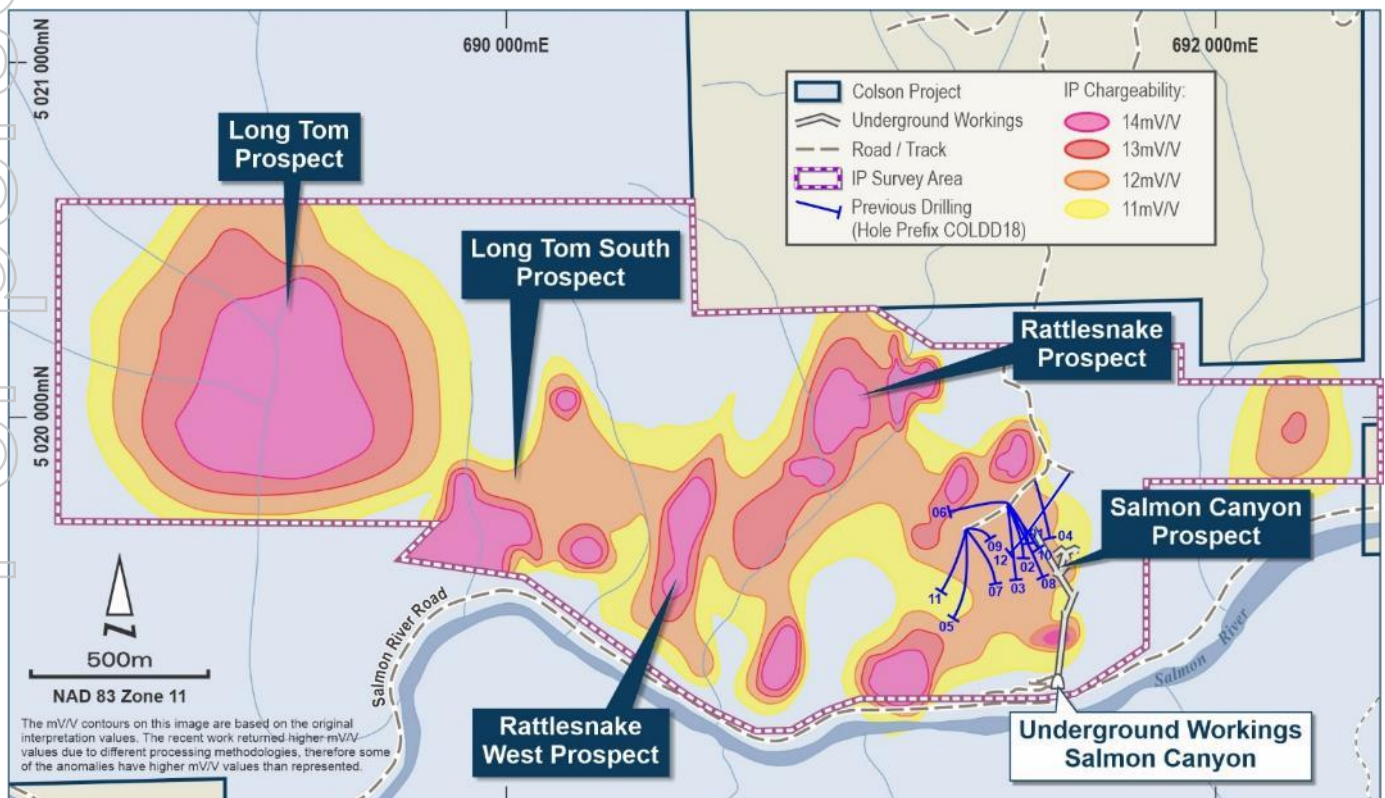 690 000mE
692 000mE
5 021 000mN
5 020 000mN
Colson Project
Underground Workings
Road / Track
IP Survey Area
Previous Drilling
(Hole Prefix COLDD18)
IP Chargeability:
14mV/V
13mV/V
12mV/V
11mV/V
Long Tom
Prospect
Long Tom South
Prospect
Rattlesnake
Prospect
Salmon Canyon
Prospect
06
09
12
01
02
10
04
11
05
07
03
08
Salmon River Road
Salmon River
N
500m
NAD 83 Zone 11
The mV/V contours on this image are based on the original
interpretation values. The recent work returned higher mV/V
values due to different processing methodologies, therefore some
of the anomalies have higher mV/V values than represented.
Rattlesnake
West Prospect
Underground Workings
Salmon Canyon